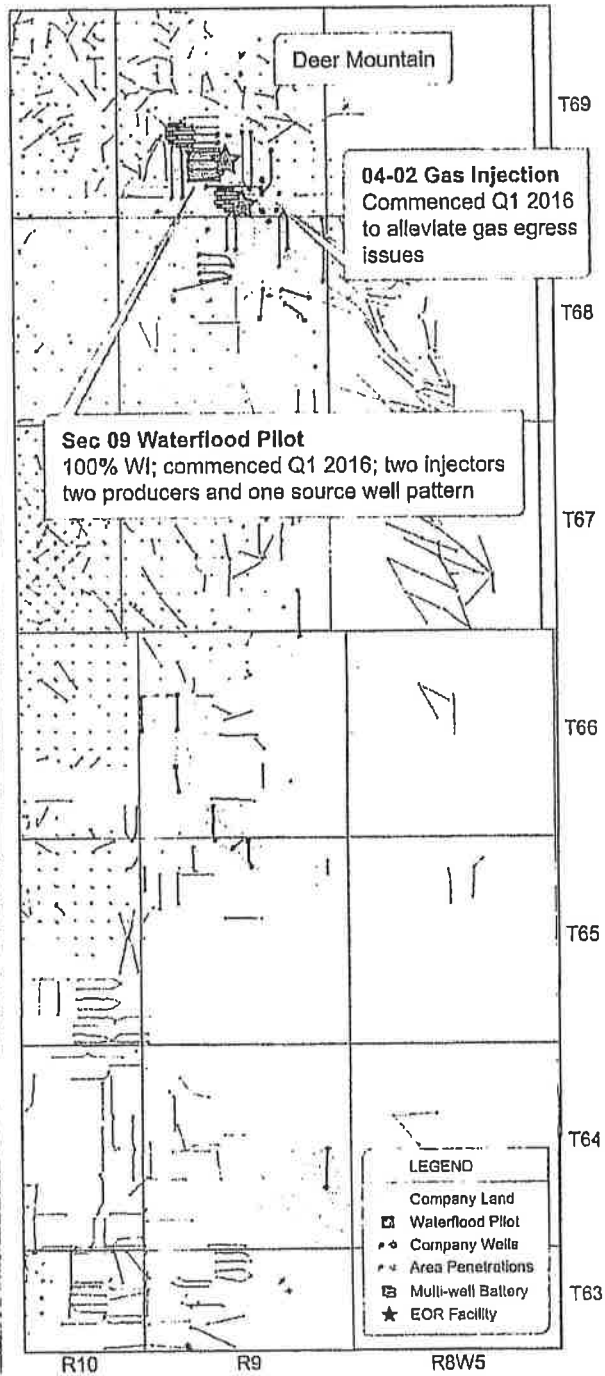 Deer Mountain
T69
04-02 Gas Injection
Commenced Q1 2016
to alleviate gas egress
issues
T68
Sec 09 Waterflood Pilot
100% WI; commenced Q1 2016; two injectors
two producers and one source well pattern
T67
T66
T65
T64
LEGEND
Company Land
Waterflood Pilot
Company Wells
Area Penetrations
Multi-well Battery
EOR Facility
T63
R10
R9
R8W5